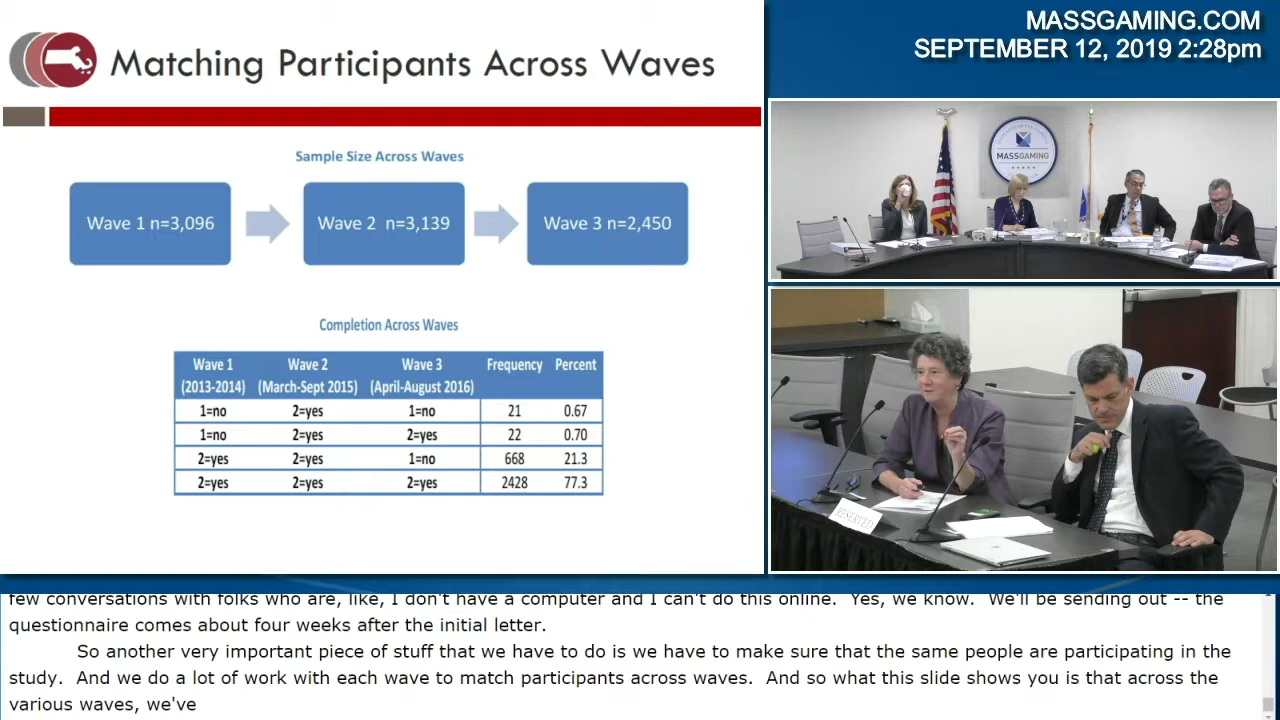 MASSGAMING.COM
SEPTEMBER 12, 2019 2:28pm
Matching Participants Across Waves
Sample Size Across Waves
Wave 1 n=3,096
Wave 2 n=3,139
Wave 3 n=2,450
Completion Across Waves
Wave 1 Wave 2 Wave 3 Frequency Percent
(2013-2014) (March-Sept 2015) (April-August 2016)
1=no 2=yes 1=no 21 0.67
1=no 2=yes 2=yes 22 0.70
2=yes 2=yes 1=no 668 21.3
2=yes 2=yes 2=yes 2428 77.3
MASSGAMING
RESERVED
few conversations with folks who are, like, I don't have a computer and I can't do this online. Yes, we know. We'll be sending out -- the
questionnaire comes about four weeks after the initial letter.
So another very important piece of stuff that we have to do is we have to make sure that the same people are participating in the
study. And we do a lot of work with each wave to match participants across waves. And so what this slide shows you is that across the
various waves, we've